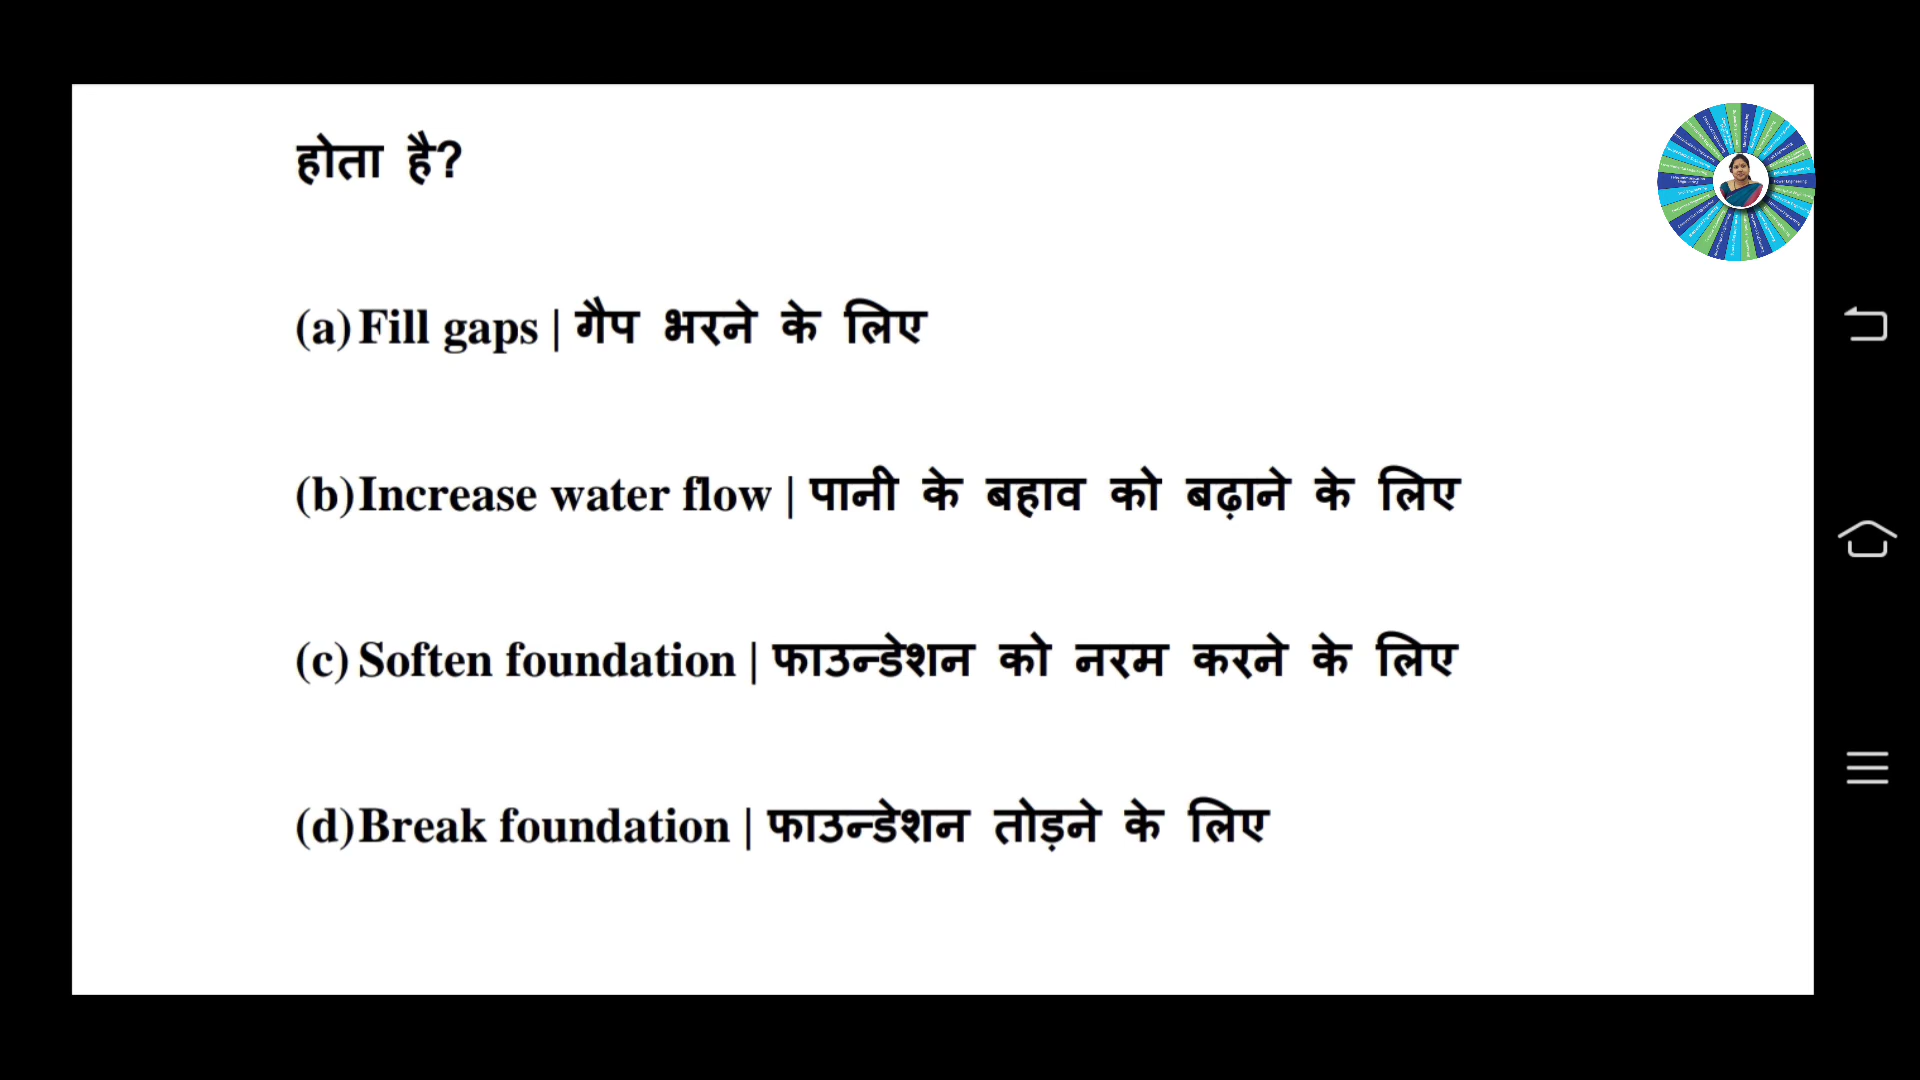 होता है?
(a) Fill gaps | गैप भरने के लिए
(b) Increase water flow | पानी के बहाव को बढ़ाने के लिए
(c) Soften foundation | फाउन्डेशन को नरम करने के लिए
(d) Break foundation | फाउन्डेशन तोड़ने के लिए